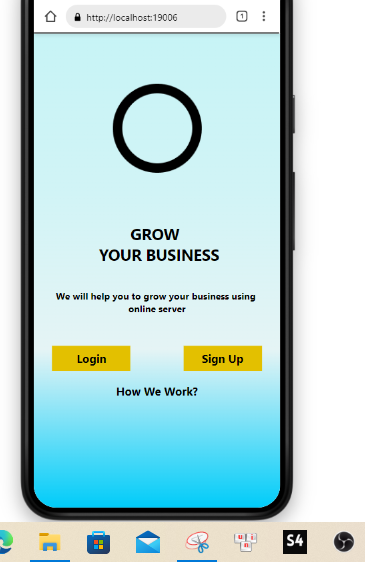 http://localhost:19006
1
GROW
YOUR BUSINESS
We will help you to grow your business using
online server
Login
Sign Up
How We Work?
S4